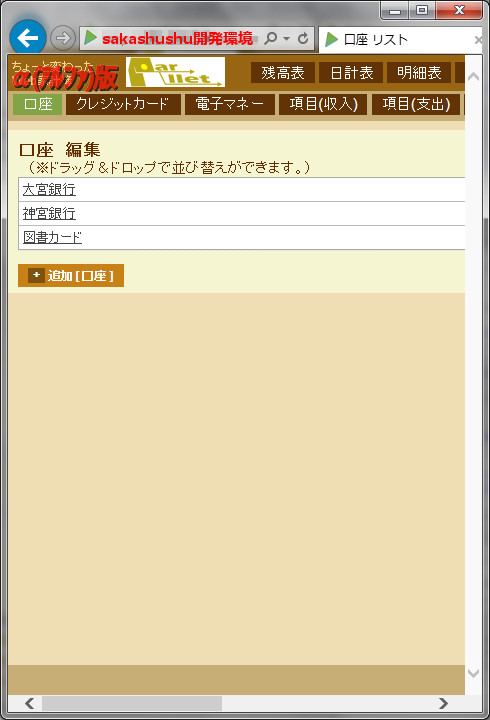 sakashushu開発環境
口座 リスト
ちょっと変わった
α(アルファ)版
残高表 日計表 明細表
口座 クレジットカード 電子マネー 項目(収入) 項目(支出)
口座 編集
(※ドラッグ&ドロップで並び替えができます。)
大宮銀行
神宮銀行
図書カード
+ 追加[口座]